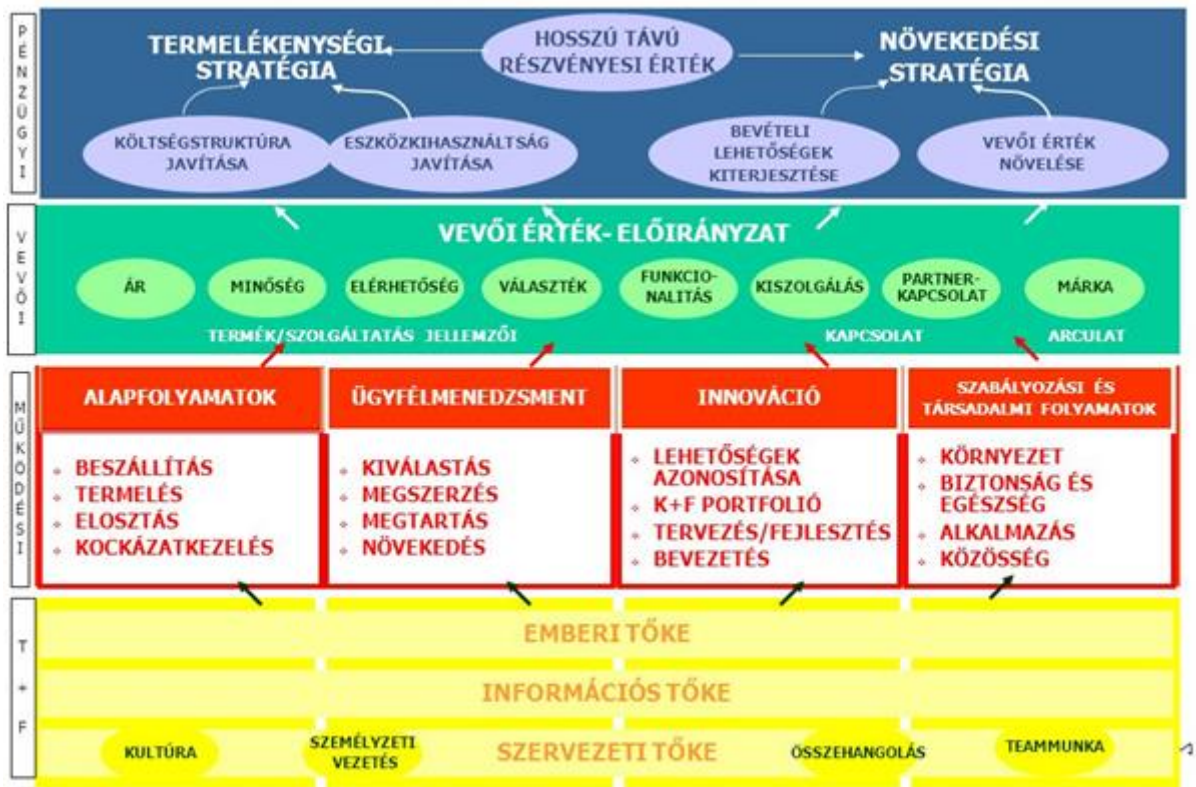 PÉNZÜGYI
TERMELÉKENYSÉGI
STRATÉGIA
HOSSZÚ TÁVÚ
RÉSZVÉNYESI ÉRTÉK
NÖVEKEDÉSI
STRATÉGIA
KÖLTSÉGSTRUKTÚRA
JAVÍTÁSA
ESZKÖZKIHASZNÁLTSÁG
JAVÍTÁSA
BEVÉTELI
LEHETŐSÉGEK
KITERJESZTÉSE
VEVŐI ÉRTÉK
NÖVELÉSE
VEVŐI
VEVŐI ÉRTÉK- ELŐIRÁNYZAT
ÁR
MINŐSÉG
ELÉRHETŐSÉG
VÁLASZTÉK
FUNKCIO-
NALITÁS
KISZOLGÁLÁS
PARTNER-
KAPCSOLAT
MÁRKA
TERMÉK/SZOLGÁLTATÁS JELLEMZŐI
KAPCSOLAT
ARCULAT
MŰKÖDÉSI
ALAPFOLYAMATOK
BESZÁLLÍTÁS
TERMELÉS
ELOSZTÁS
KOCKÁZATKEZELÉS
ÜGYFÉLMENEDZSMENT
KIVÁLASTÁS
MEGSZERZÉS
MEGTARTÁS
NÖVEKEDÉS
INNOVÁCIÓ
LEHETŐSÉGEK
AZONOSÍTÁSA
K+F PORTFOLIÓ
TERVEZÉS/FEJLESZTÉS
BEVEZETÉS
SZABÁLYOZÁSI ÉS
TÁRSADALMI FOLYAMATOK
KÖRNYEZET
BIZTONSÁG ÉS
EGÉSZSÉG
ALKALMAZÁS
KÖZÖSSÉG
T+F
EMBERI TŐKE
INFORMÁCIÓS TŐKE
KULTÚRA
SZEMÉLYZETI
VEZETÉS
SZERVEZETI TŐKE
ÖSSZEHANGOLÁS
TEAMMUNKA